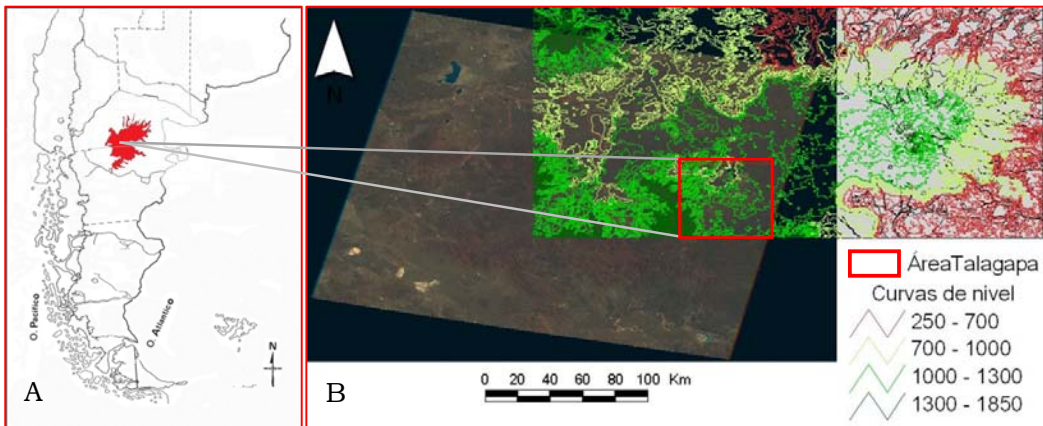 O. Pacífico
O. Atlantico
N
A
N
B
0 20 40 60 80 100 Km
ÁreaTalagapa
Curvas de nivel
250 - 700
700 - 1000
1000 - 1300
1300 - 1850